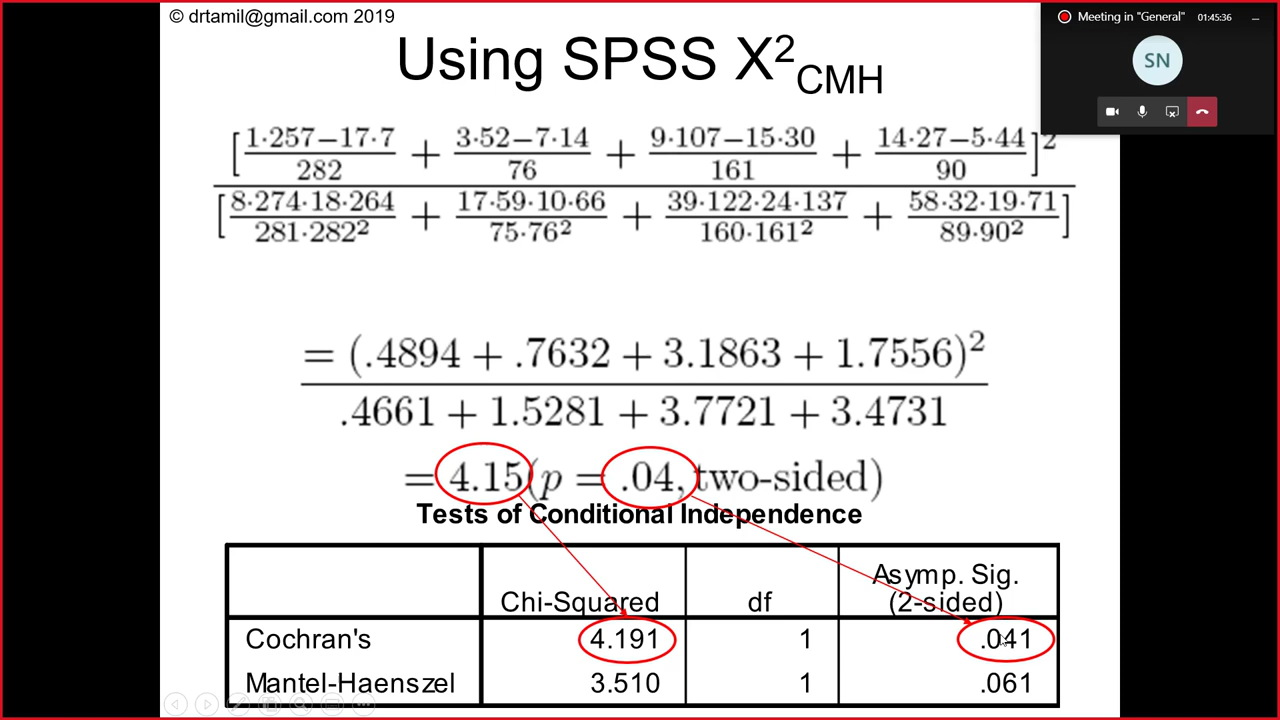 © drtamil@gmail.com 2019
Meeting in "General"
01:45:36
SN
Using SPSS X²CMH
[ (1·257−17·7)/282 + (3·52−7·14)/76 + (9·107−15·30)/161 + (14·27−5·44)/90 ]²
[ (8·274·18·264)/(281·282²) + (17·59·10·66)/(75·76²) + (39·122·24·137)/(160·161²) + (58·32·19·71)/(89·90²) ]
= (.4894 + .7632 + 3.1863 + 1.7556)²
.4661 + 1.5281 + 3.7721 + 3.4731
= 4.15(p = .04, two-sided)
Tests of Conditional Independence
Chi-Squared df Asymp. Sig. (2-sided)
Cochran's 4.191 1 .041
Mantel-Haenszel 3.510 1 .061